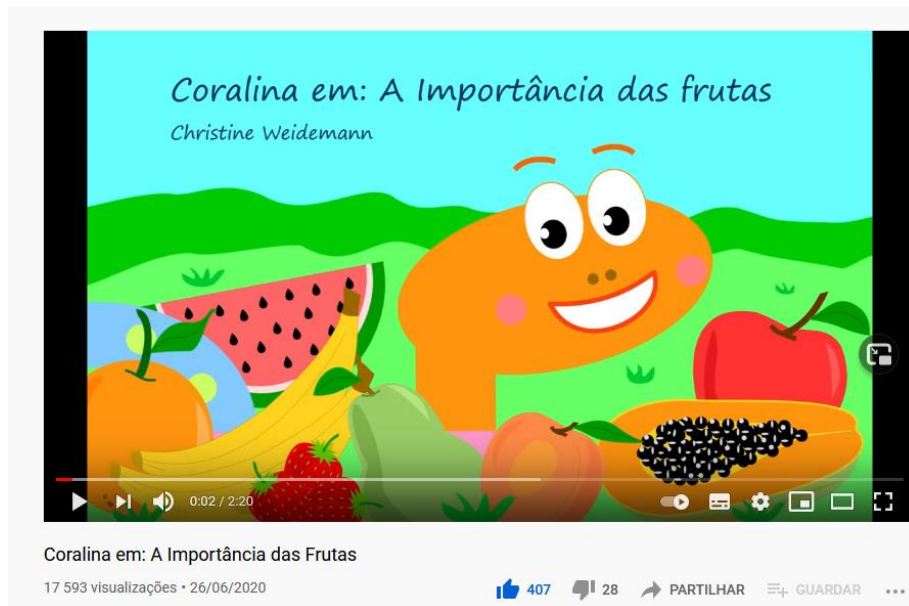 Coralina em: A Importância das frutas
Christine Weidemann
0:02 / 2:20
Coralina em: A Importância das Frutas
17 593 visualizações • 26/06/2020 407 28 PARTILHAR GUARDAR